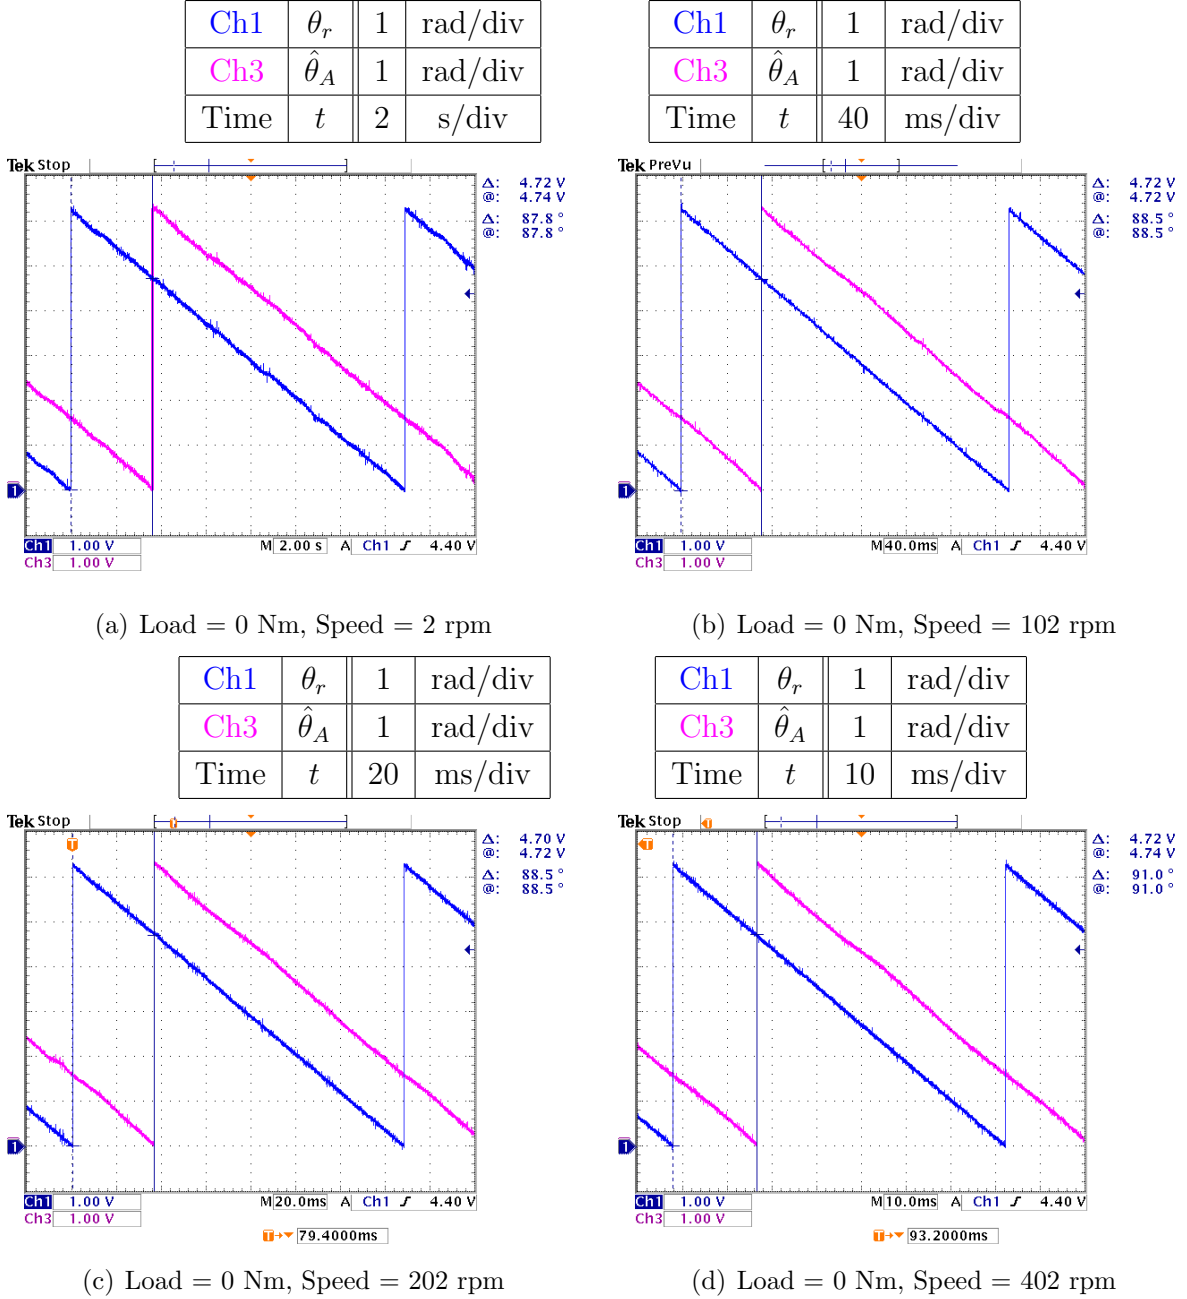 Ch1 θ_r 1 rad/div
Ch3 θ̂_A 1 rad/div
Time t 2 s/div
Ch1 θ_r 1 rad/div
Ch3 θ̂_A 1 rad/div
Time t 40 ms/div
Tek Stop
Δ: 4.72 V
@: 4.74 V
Δ: 87.8 °
@: 87.8 °
1
Ch1 1.00 V M 2.00 s A Ch1 ∫ 4.40 V
Ch3 1.00 V
Tek PreVu
Δ: 4.72 V
@: 4.72 V
Δ: 88.5 °
@: 88.5 °
1
Ch1 1.00 V M 40.0ms A Ch1 ∫ 4.40 V
Ch3 1.00 V
(a) Load = 0 Nm, Speed = 2 rpm
(b) Load = 0 Nm, Speed = 102 rpm
Ch1 θ_r 1 rad/div
Ch3 θ̂_A 1 rad/div
Time t 20 ms/div
Ch1 θ_r 1 rad/div
Ch3 θ̂_A 1 rad/div
Time t 10 ms/div
Tek Stop
T
Δ: 4.70 V
@: 4.72 V
Δ: 88.5 °
@: 88.5 °
1
Ch1 1.00 V M 20.0ms A Ch1 ∫ 4.40 V
Ch3 1.00 V
T→▼ 79.4000ms
Tek Stop
T
T
Δ: 4.72 V
@: 4.74 V
Δ: 91.0 °
@: 91.0 °
1
Ch1 1.00 V M 10.0ms A Ch1 ∫ 4.40 V
Ch3 1.00 V
T→▼ 93.2000ms
(c) Load = 0 Nm, Speed = 202 rpm
(d) Load = 0 Nm, Speed = 402 rpm